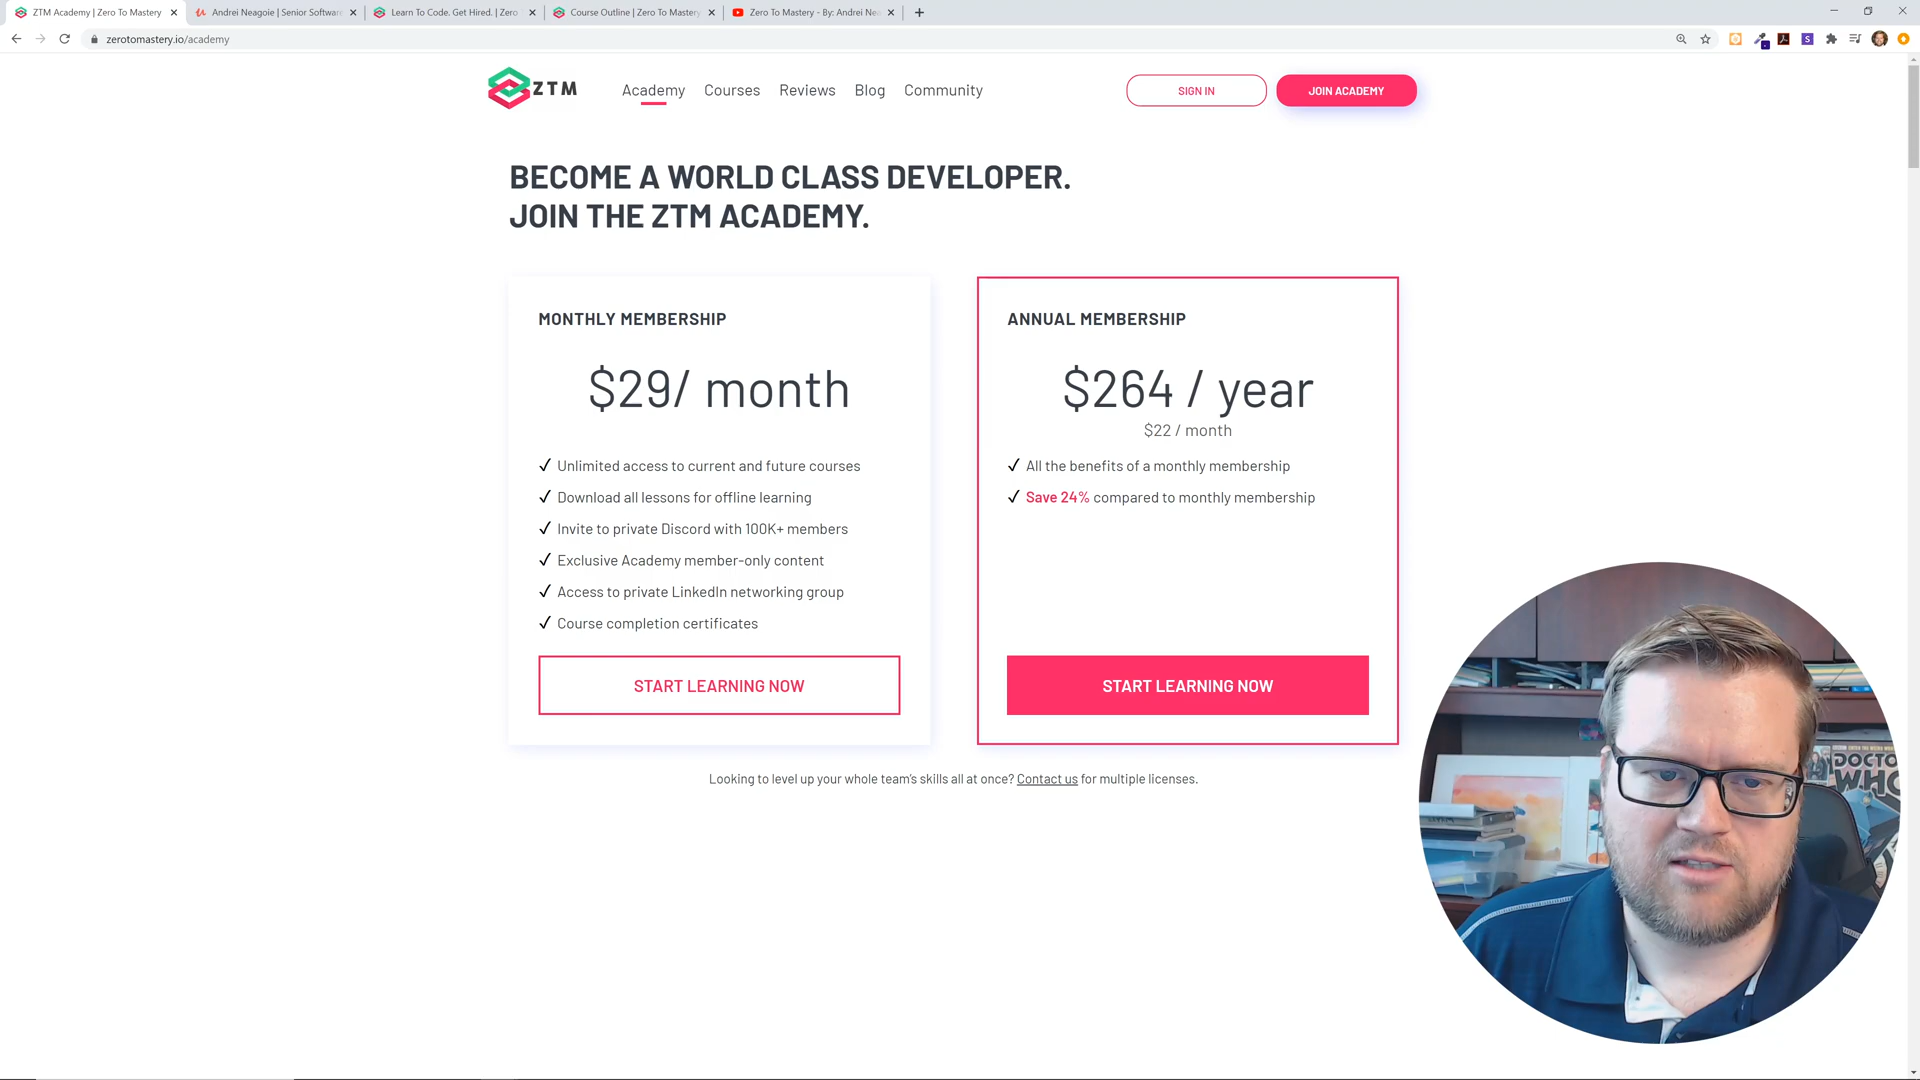 ZTM Academy | Zero To Mastery
Andrei Neagoie | Senior Software
Learn To Code. Get Hired. | Zero
Course Outline | Zero To Mastery
Zero To Mastery - By: Andrei Nea
zerotomastery.io/academy
ZTM
Academy
Courses
Reviews
Blog
Community
SIGN IN
JOIN ACADEMY
BECOME A WORLD CLASS DEVELOPER.
JOIN THE ZTM ACADEMY.
MONTHLY MEMBERSHIP
$29/ month
Unlimited access to current and future courses
Download all lessons for offline learning
Invite to private Discord with 100K+ members
Exclusive Academy member-only content
Access to private LinkedIn networking group
Course completion certificates
START LEARNING NOW
ANNUAL MEMBERSHIP
$264 / year
$22 / month
All the benefits of a monthly membership
Save 24% compared to monthly membership
START LEARNING NOW
Looking to level up your whole team's skills all at once? Contact us for multiple licenses.
DOCTOR
WHO